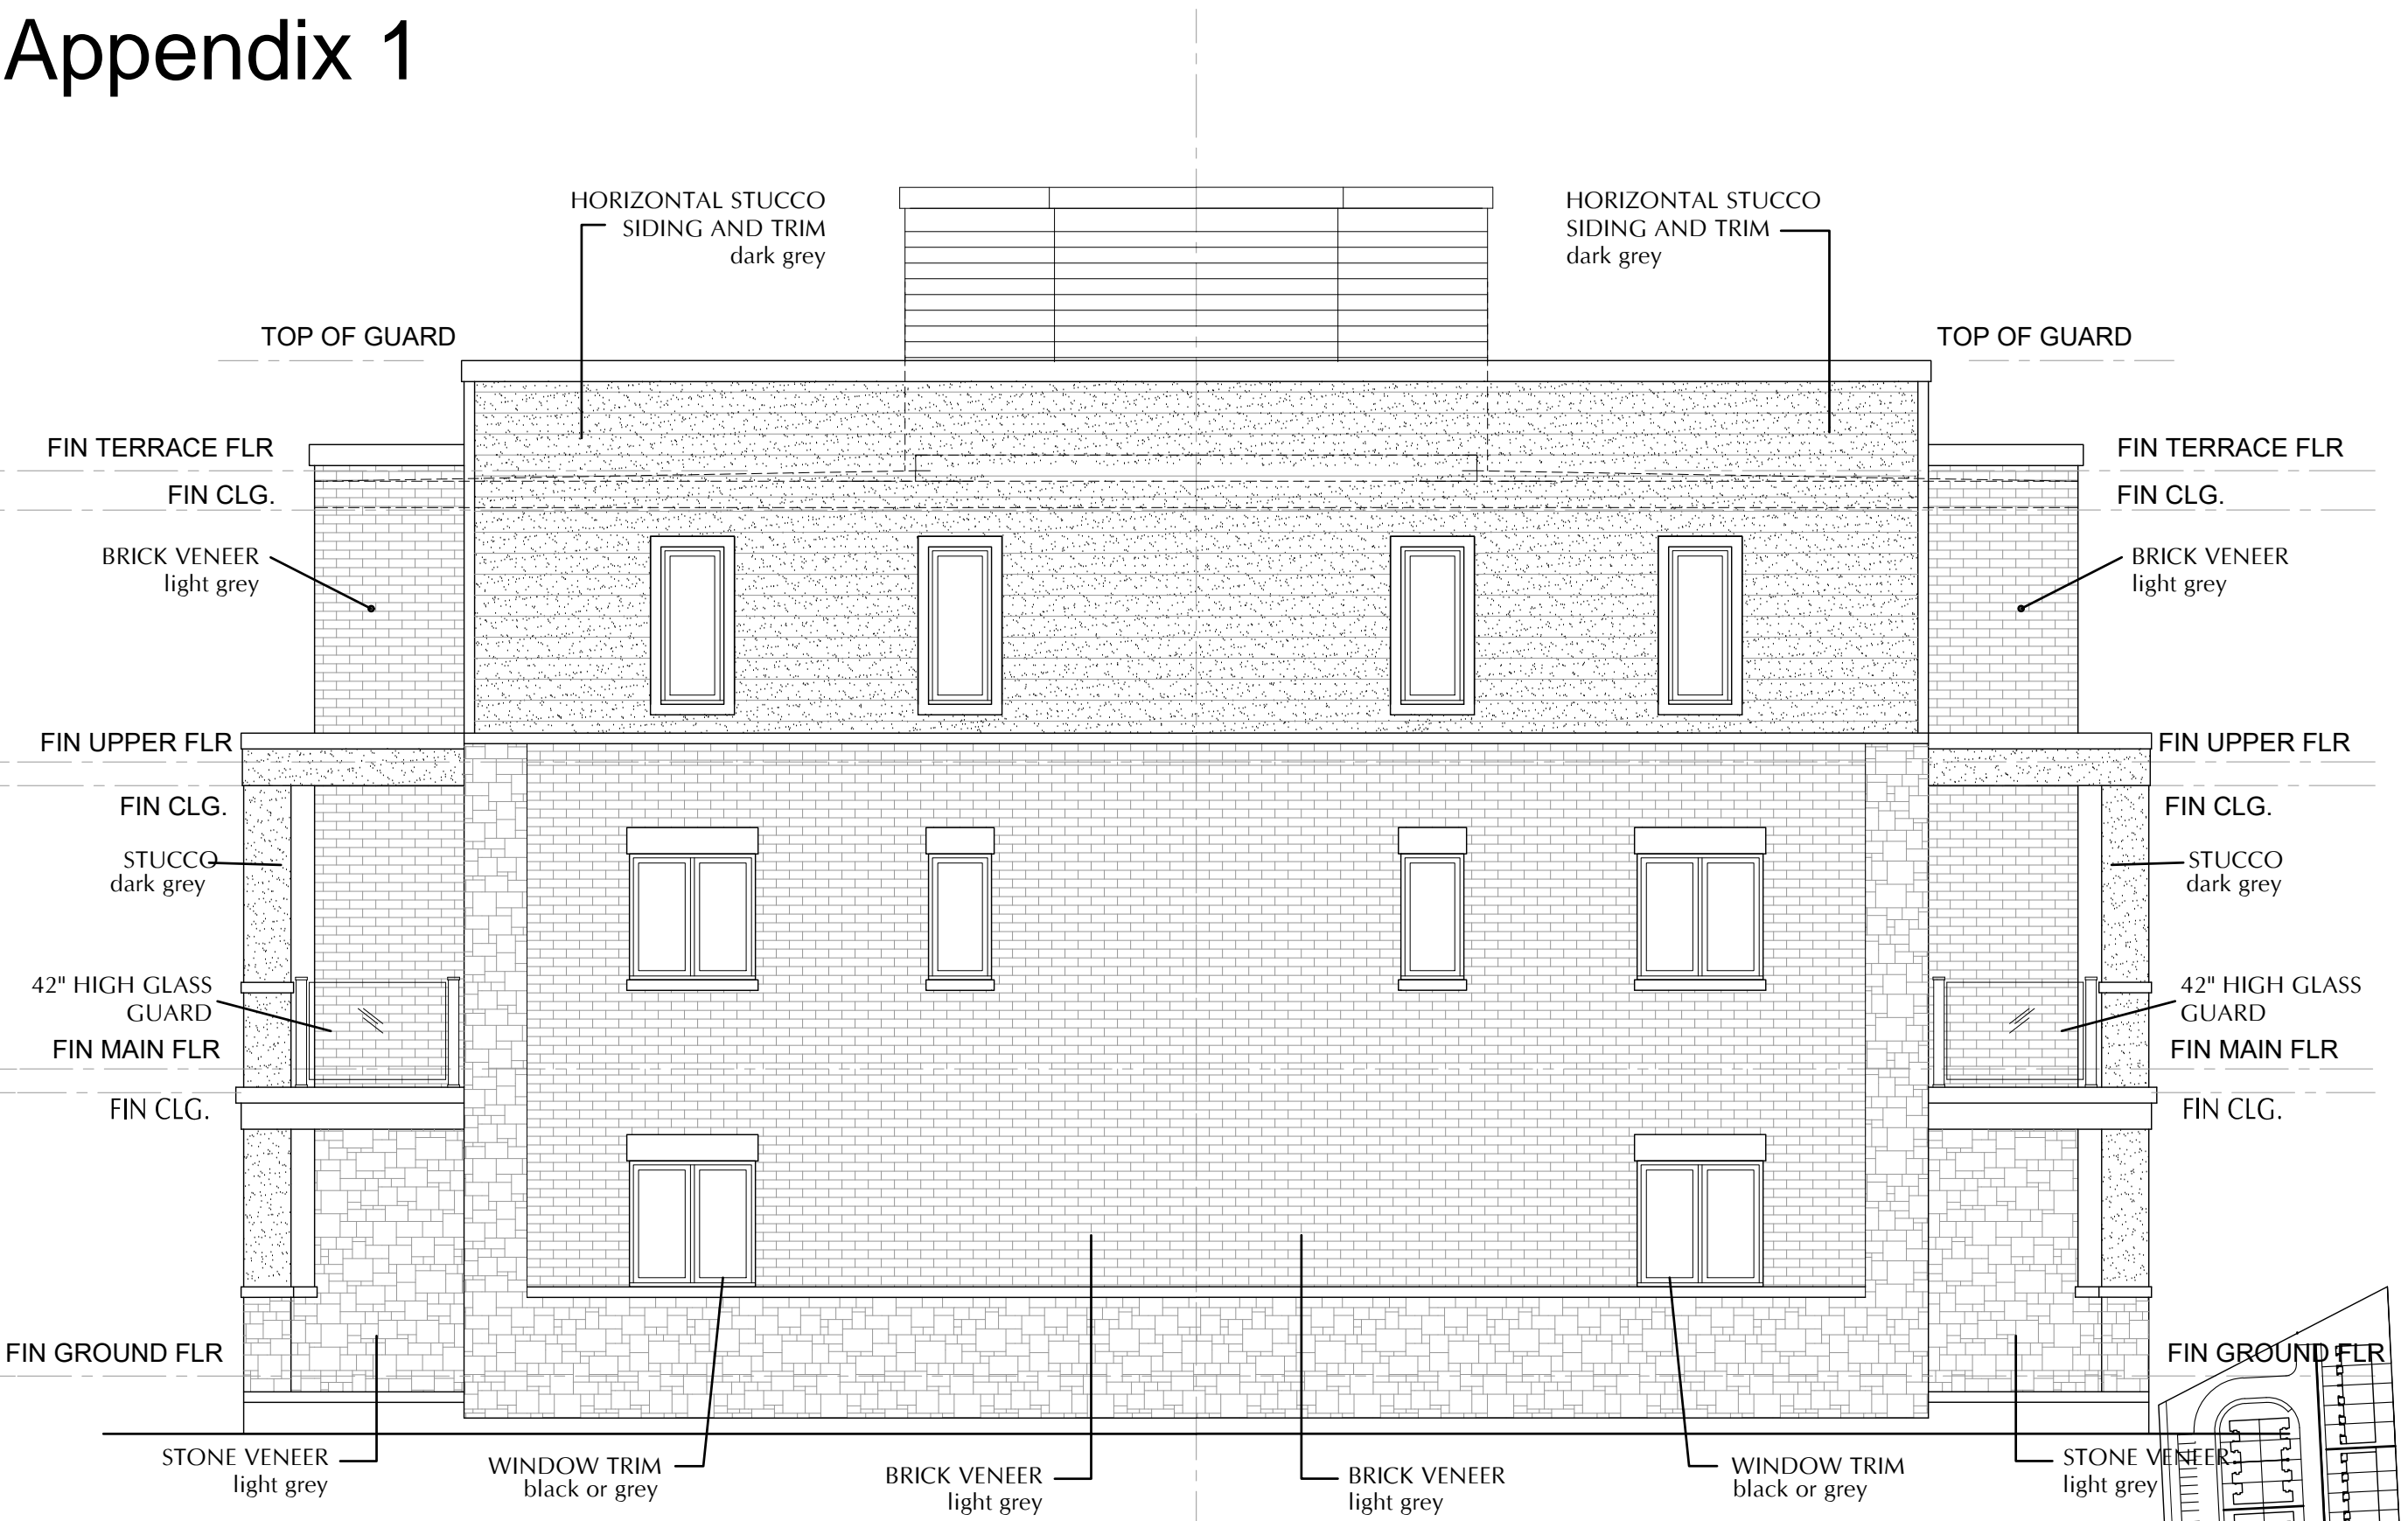 Appendix 1
HORIZONTAL STUCCO
SIDING AND TRIM
dark grey
HORIZONTAL STUCCO
SIDING AND TRIM
dark grey
TOP OF GUARD
TOP OF GUARD
FIN TERRACE FLR
FIN TERRACE FLR
FIN CLG.
FIN CLG.
BRICK VENEER
light grey
BRICK VENEER
light grey
FIN UPPER FLR
FIN UPPER FLR
FIN CLG.
FIN CLG.
STUCCO
dark grey
STUCCO
dark grey
42" HIGH GLASS
GUARD
42" HIGH GLASS
GUARD
FIN MAIN FLR
FIN MAIN FLR
FIN CLG.
FIN CLG.
FIN GROUND FLR
FIN GROUND FLR
STONE VENEER
light grey
WINDOW TRIM
black or grey
BRICK VENEER
light grey
BRICK VENEER
light grey
WINDOW TRIM
black or grey
STONE VENEER
light grey